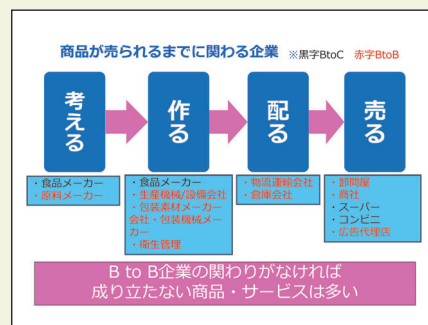 商品が売られるまでに関わる企業 ※黒字BtoC 赤字BtoB
考える
作る
配る
売る
・食品メーカー
・原料メーカー
・食品メーカー
・生産機械/設備会社
・包装素材メーカー
会社・包装機械メー
カー
・衛生管理
・物流運輸会社
・倉庫会社
・卸問屋
・商社
・スーパー
・コンビニ
・広告代理店
B to B企業の関わりがなければ
成り立たない商品・サービスは多い